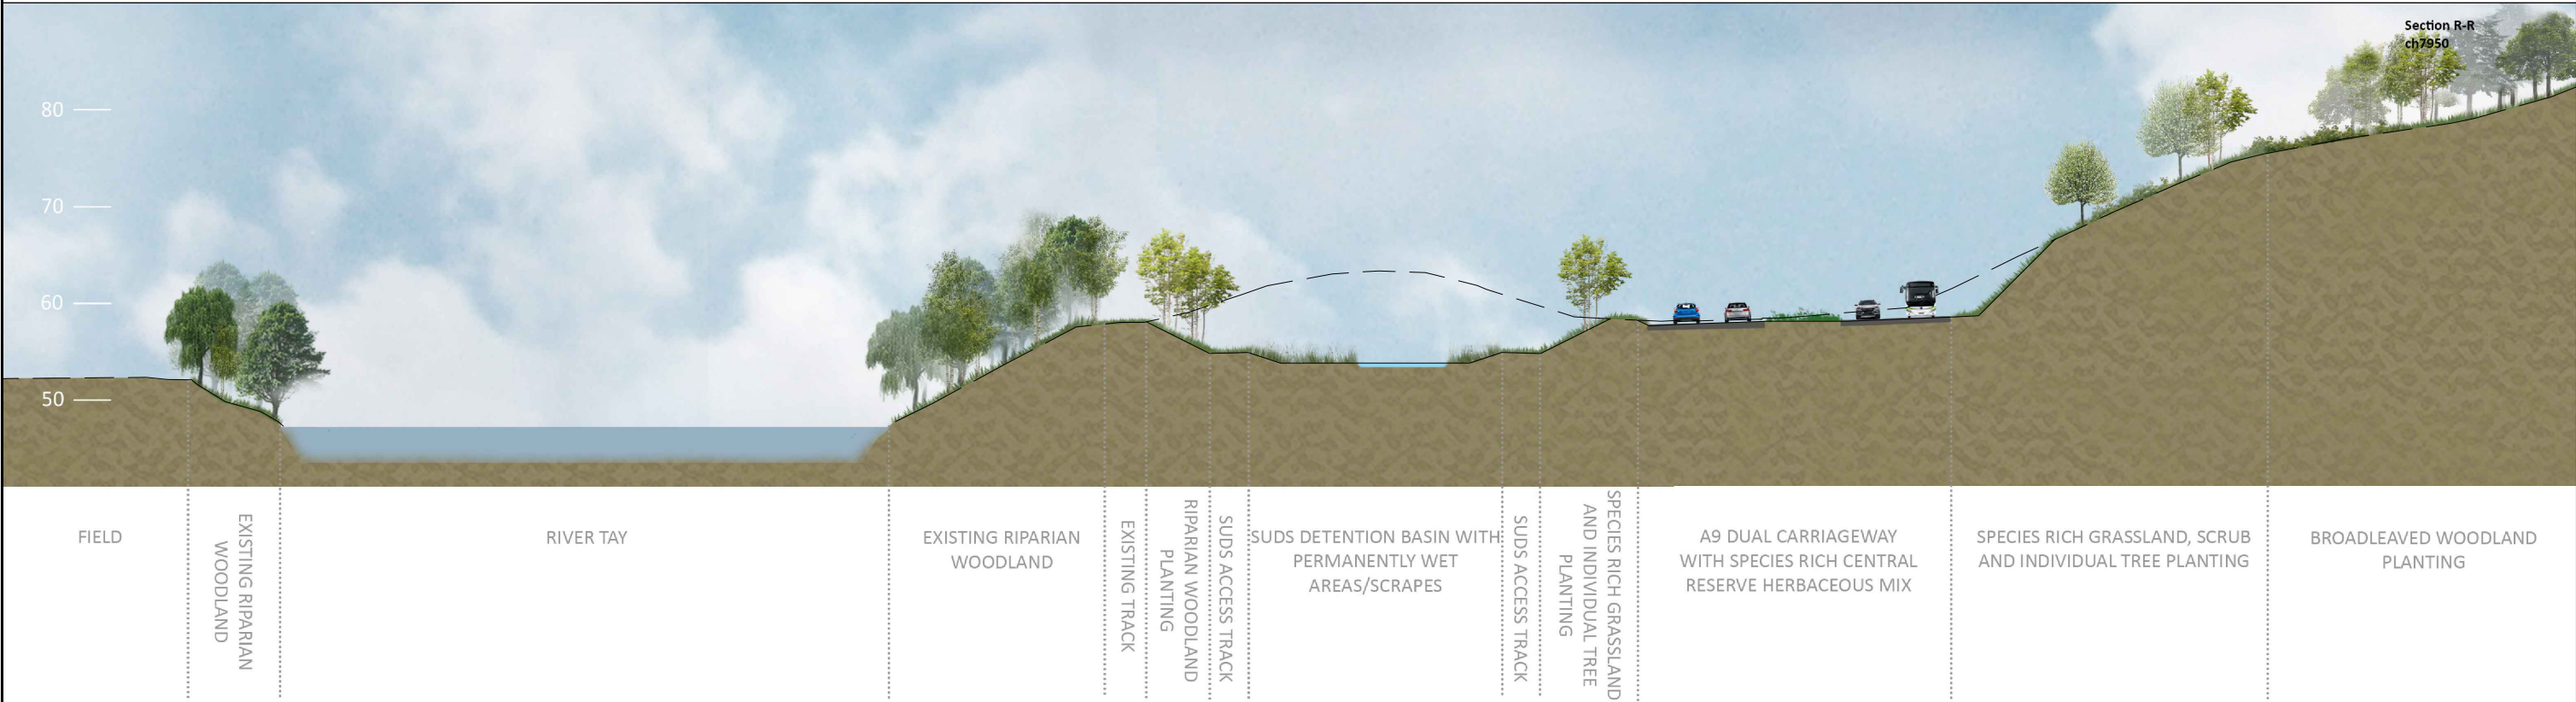 Section R-R
ch7950
80
70
60
50
FIELD
EXISTING RIPARIAN
WOODLAND
RIVER TAY
EXISTING RIPARIAN
WOODLAND
EXISTING TRACK
RIPARIAN WOODLAND
PLANTING
SUDS ACCESS TRACK
SUDS DETENTION BASIN WITH
PERMANENTLY WET
AREAS/SCRAPES
SUDS ACCESS TRACK
SPECIES RICH GRASSLAND
AND INDIVIDUAL TREE
PLANTING
A9 DUAL CARRIAGEWAY
WITH SPECIES RICH CENTRAL
RESERVE HERBACEOUS MIX
SPECIES RICH GRASSLAND, SCRUB
AND INDIVIDUAL TREE PLANTING
BROADLEAVED WOODLAND
PLANTING